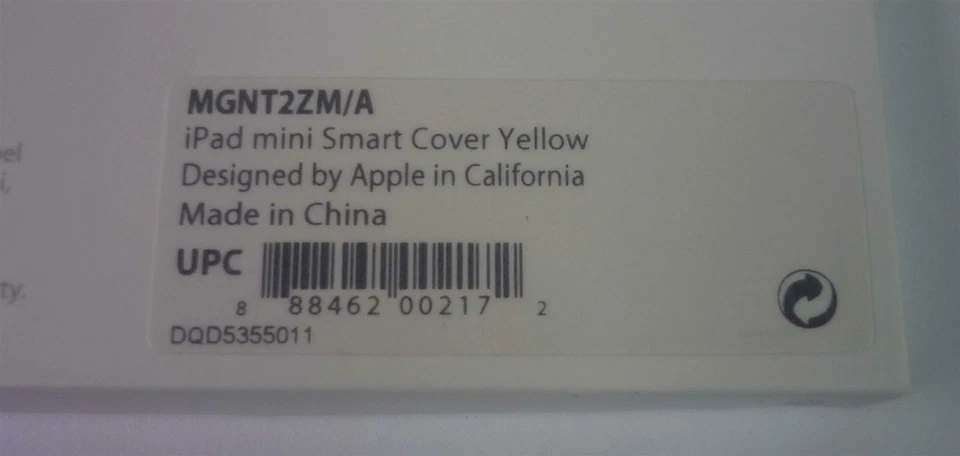 MGNT2ZM/A
iPad mini Smart Cover Yellow
Designed by Apple in California
Made in China
UPC
8 88462 00217 2
DQD5355011